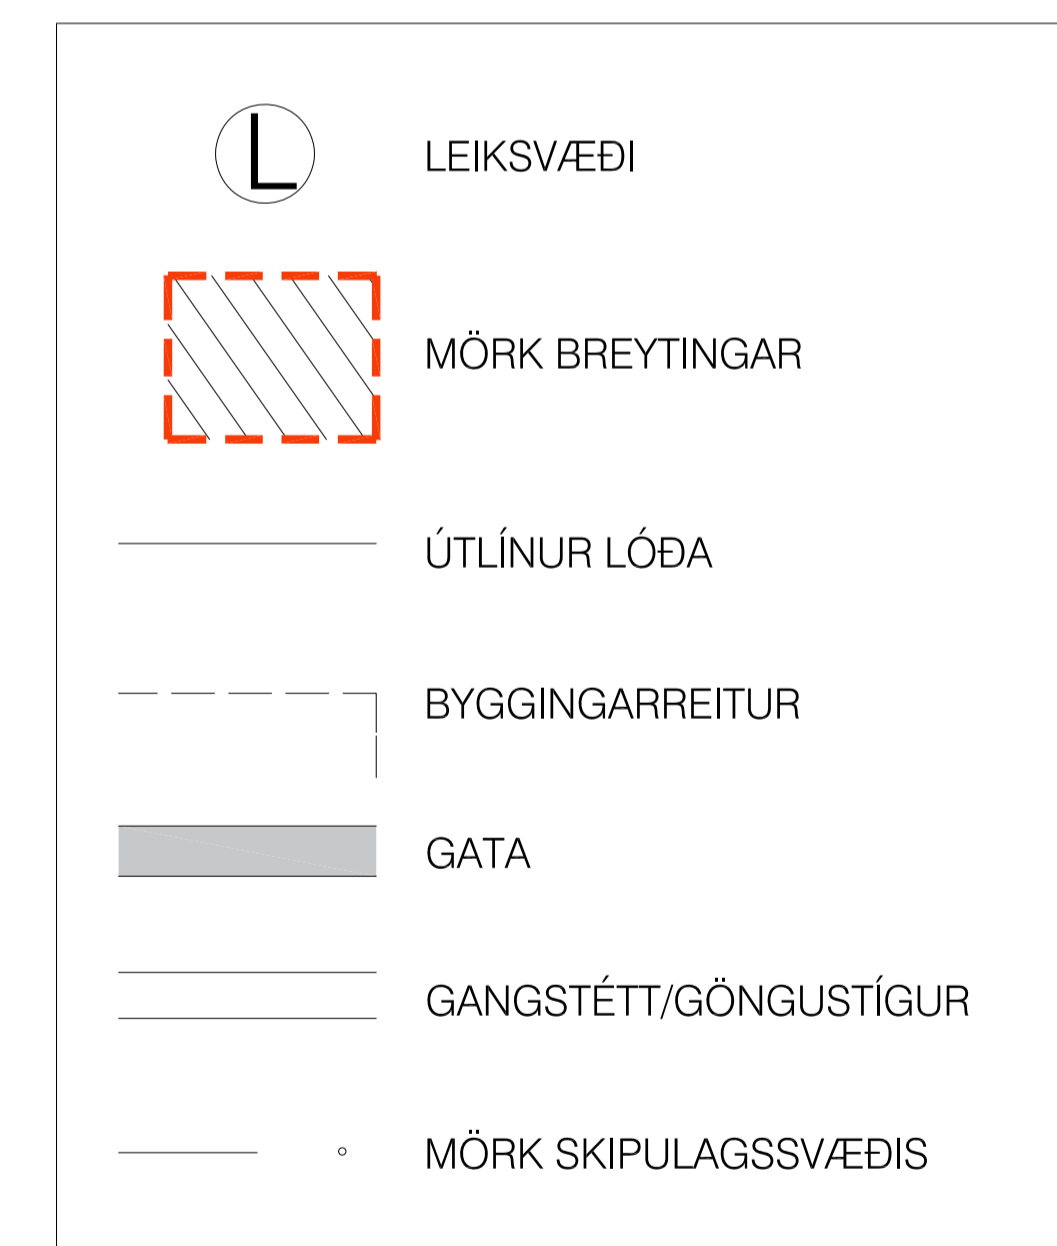 L
LEIKSVÆÐI
MÖRK BREYTINGAR
ÚTLÍNUR LÓÐA
BYGGINGARREITUR
GATA
GANGSTÉTT/GÖNGUSTÍGUR
MÖRK SKIPULAGSSVÆÐIS